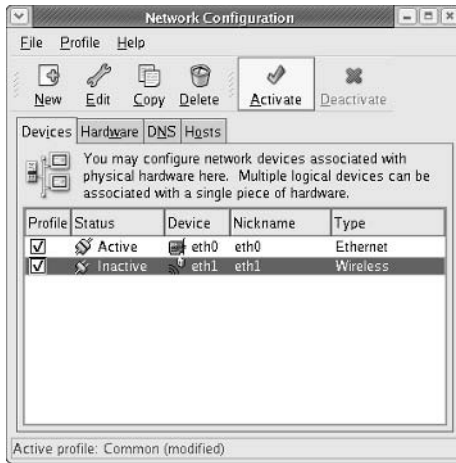 Network Configuration
File Profile Help
New Edit Copy Delete Activate Deactivate
Devices Hardware DNS Hosts
You may configure network devices associated with
physical hardware here. Multiple logical devices can be
associated with a single piece of hardware.
Profile Status Device Nickname Type
Active eth0 eth0 Ethernet
Inactive eth1 eth1 Wireless
Active profile: Common (modified)